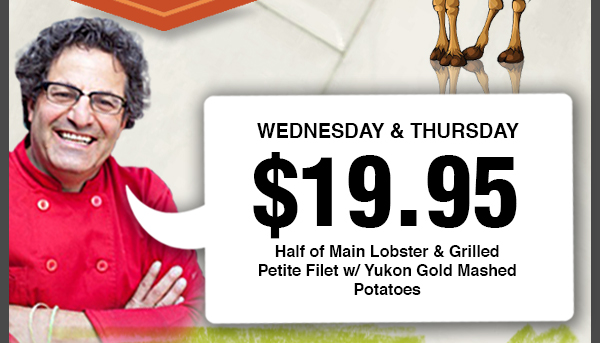 WEDNESDAY & THURSDAY
$19.95
Half of Main Lobster & Grilled
Petite Filet w/ Yukon Gold Mashed
Potatoes